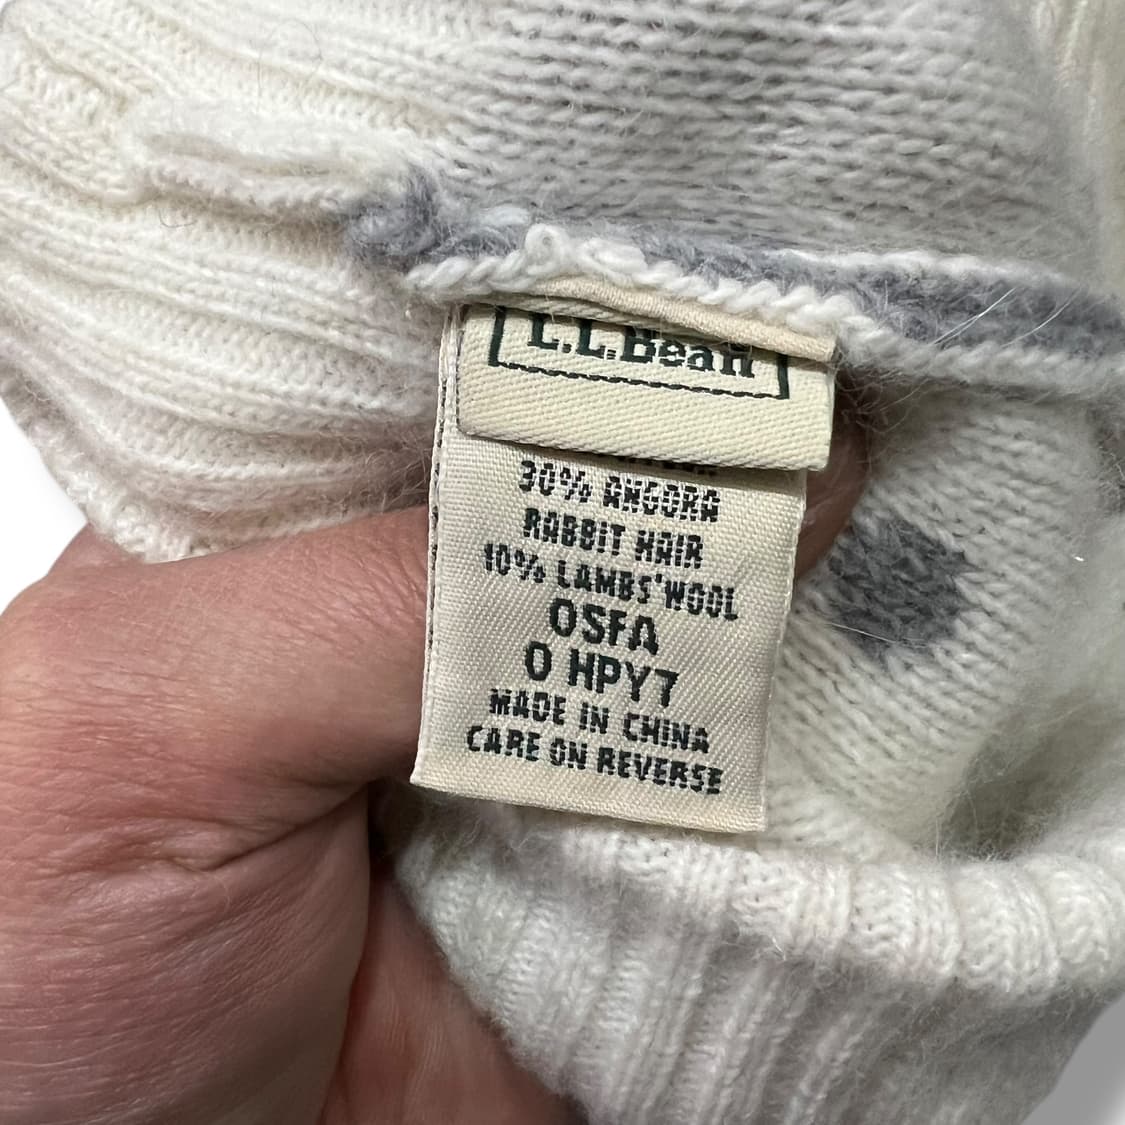 L.L.Bean
30% ANGORA
RABBIT HAIR
10% LAMBS'WOOL
OSFA
0 HPY7
MADE IN CHINA
CARE ON REVERSE